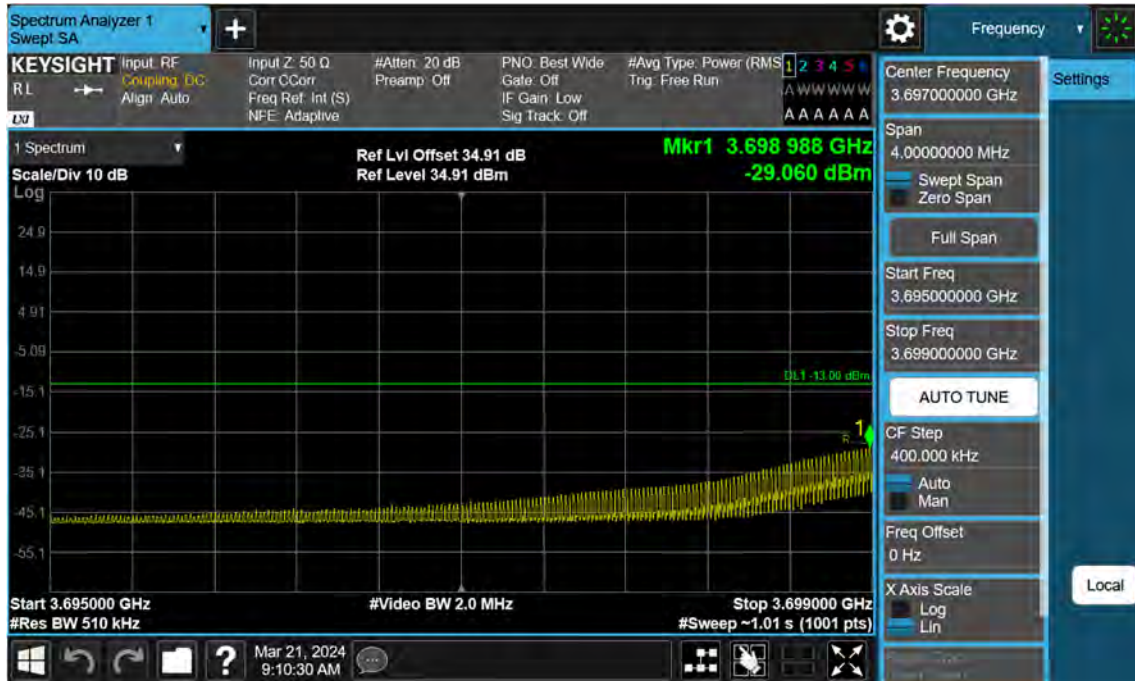 Spectrum Analyzer 1
Swept SA
Frequency
KEYSIGHT
RL
LXI
Input: RF
Coupling: DC
Align: Auto
Input Z: 50 Ω
Corr CCorr
Freq Ref: Int (S)
NFE: Adaptive
#Atten: 20 dB
Preamp: Off
PNO: Best Wide
Gate: Off
IF Gain: Low
Sig Track: Off
#Avg Type: Power (RMS
Trig: Free Run
1 2 3 4 5 6
A W W W W W
A A A A A A
1 Spectrum
Scale/Div 10 dB
Ref Lvl Offset 34.91 dB
Ref Level 34.91 dBm
Mkr1 3.698 988 GHz
-29.060 dBm
Log
24.9
14.9
4.91
-5.09
DL1 -13.00 dBm
-15.1
-25.1
1
-35.1
-45.1
-55.1
Start 3.695000 GHz
#Video BW 2.0 MHz
Stop 3.699000 GHz
#Res BW 510 kHz
#Sweep ~1.01 s (1001 pts)
Mar 21, 2024
9:10:30 AM
Center Frequency
3.697000000 GHz
Span
4.00000000 MHz
Swept Span
Zero Span
Full Span
Start Freq
3.695000000 GHz
Stop Freq
3.699000000 GHz
AUTO TUNE
CF Step
400.000 kHz
Auto
Man
Freq Offset
0 Hz
X Axis Scale
Log
Lin
Settings
Local